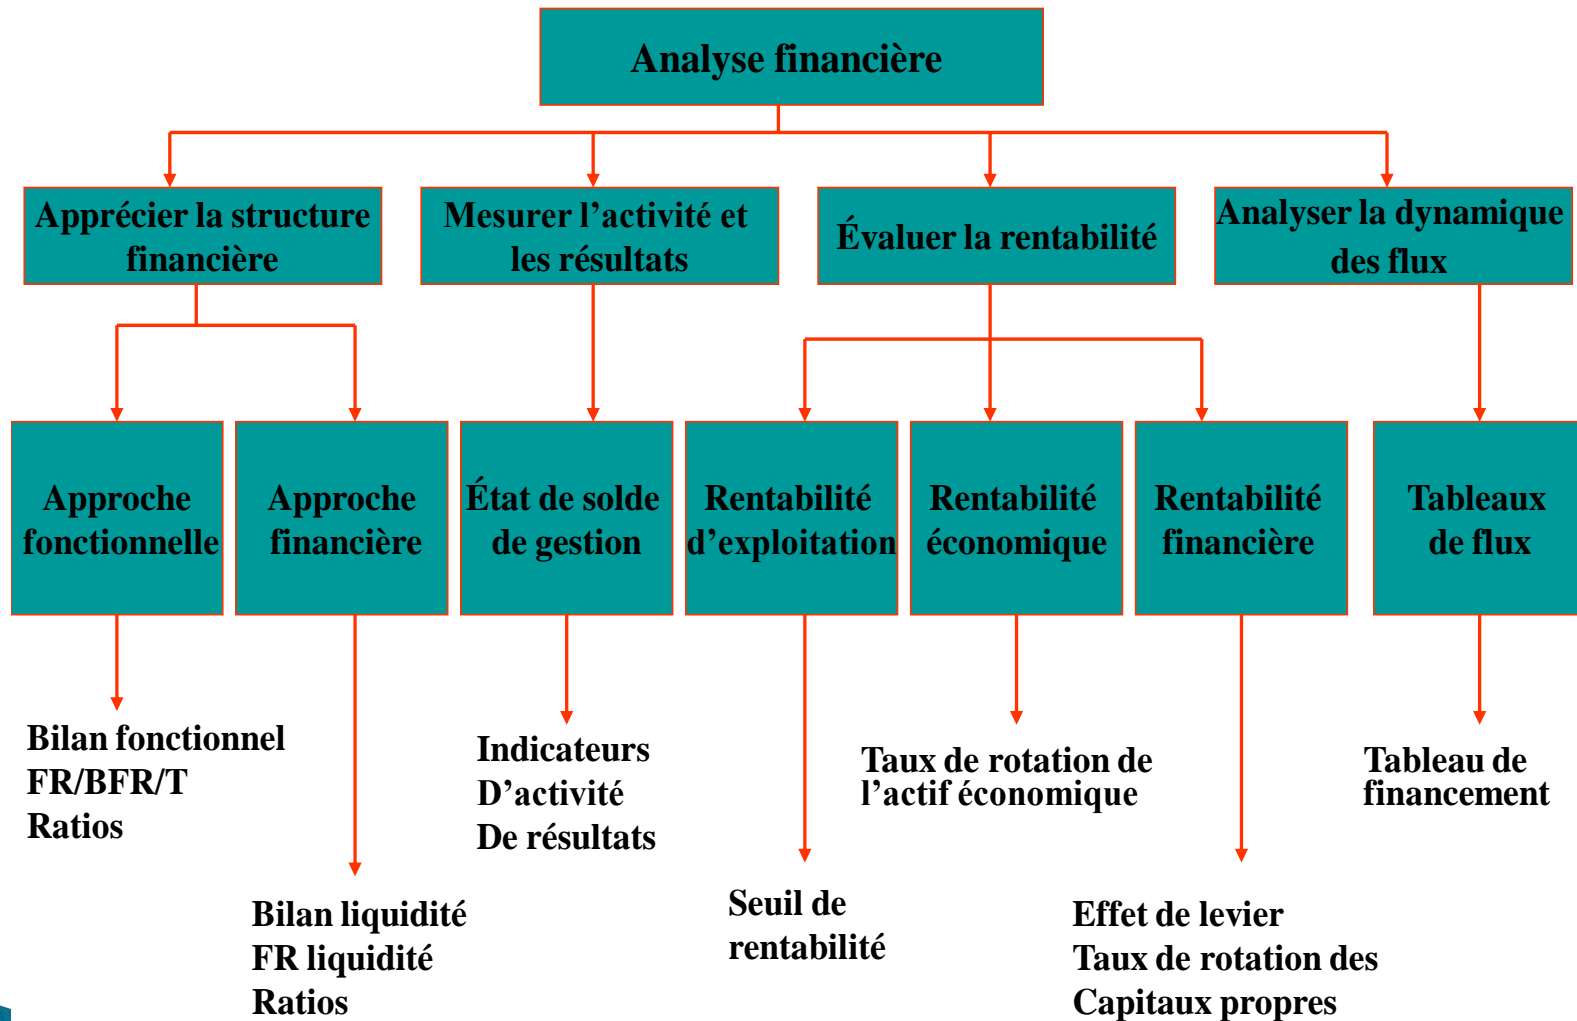 Analyse financière
Apprécier la structure
financière
Mesurer l’activité et
les résultats
Évaluer la rentabilité
Analyser la dynamique
des flux
Approche
fonctionnelle
Approche
financière
État de solde
de gestion
Rentabilité
d’exploitation
Rentabilité
économique
Rentabilité
financière
Tableaux
de flux
Bilan fonctionnel
FR/BFR/T
Ratios
Bilan liquidité
FR liquidité
Ratios
Indicateurs
D’activité
De résultats
Seuil de
rentabilité
Taux de rotation de
l’actif économique
Effet de levier
Taux de rotation des
Capitaux propres
Tableau de
financement